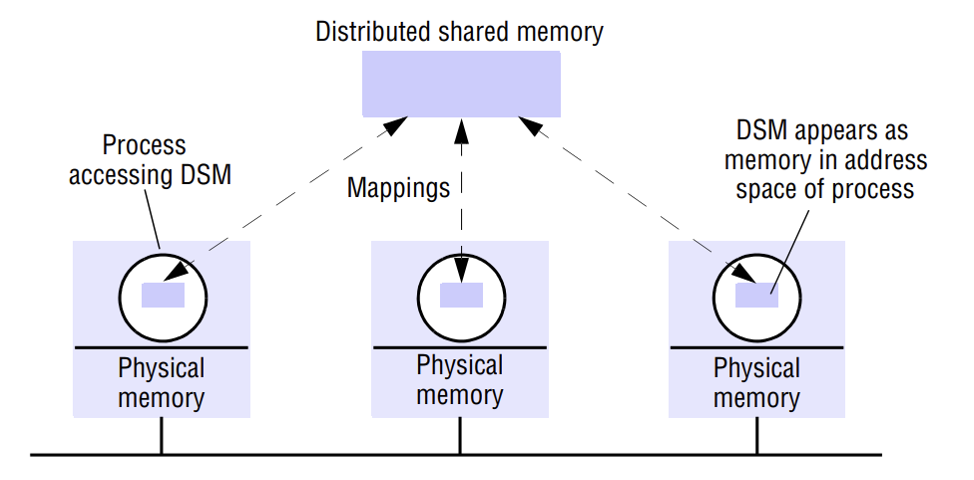 Distributed shared memory
Process
accessing DSM
Mappings
DSM appears as
memory in address
space of process
Physical
memory
Physical
memory
Physical
memory